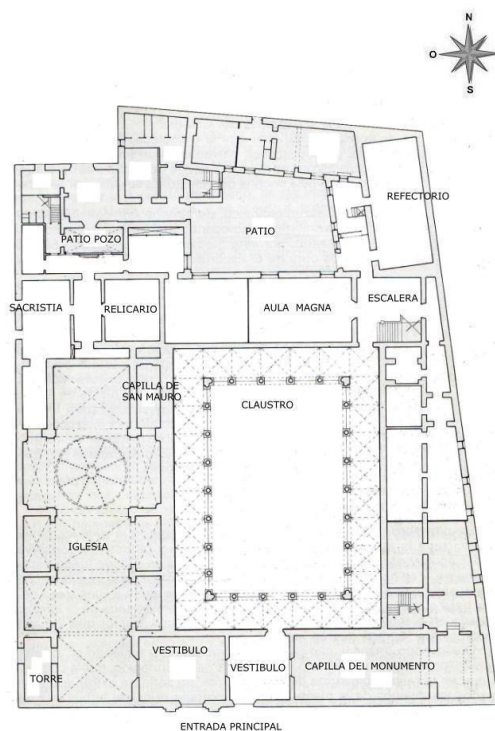 N
O E
S
REFECTORIO
PATIO
PATIO POZO
SACRISTIA
RELICARIO
AULA MAGNA
ESCALERA
CAPILLA DE
SAN MAURO
CLAUSTRO
IGLESIA
VESTIBULO
VESTIBULO
CAPILLA DEL MONUMENTO
TORRE
ENTRADA PRINCIPAL